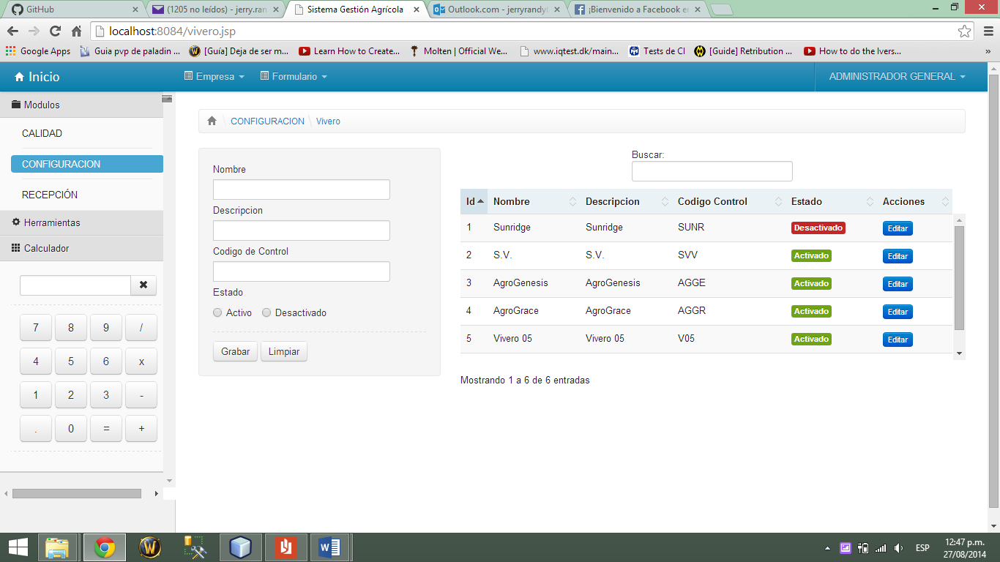 GitHub
(1205 no leídos) - jerry.ran
Sistema Gestión Agrícola
Outlook.com - jerryrandy
¡Bienvenido a Facebook e
localhost:8084/vivero.jsp
Google Apps
Guia pvp de paladin ...
[Guía] Deja de ser m...
Learn How to Create...
Molten | Official We...
www.iqtest.dk/main...
Tests de CI
[Guide] Retribution ...
How to do the Ivers...
»
Inicio
Empresa
Formulario
ADMINISTRADOR GENERAL
Modulos
CALIDAD
CONFIGURACION
RECEPCIÓN
Herramientas
Calculador
7 8 9 /
4 5 6 x
1 2 3 -
. 0 = +
CONFIGURACION \ Vivero
Nombre
Descripcion
Codigo de Control
Estado
Activo Desactivado
Grabar Limpiar
Buscar:
Id Nombre Descripcion Codigo Control Estado Acciones
1 Sunridge Sunridge SUNR Desactivado Editar
2 S.V. S.V. SVV Activado Editar
3 AgroGenesis AgroGenesis AGGE Activado Editar
4 AgroGrace AgroGrace AGGR Activado Editar
5 Vivero 05 Vivero 05 V05 Activado Editar
Mostrando 1 a 6 de 6 entradas
ESP
12:47 p.m.
27/08/2014